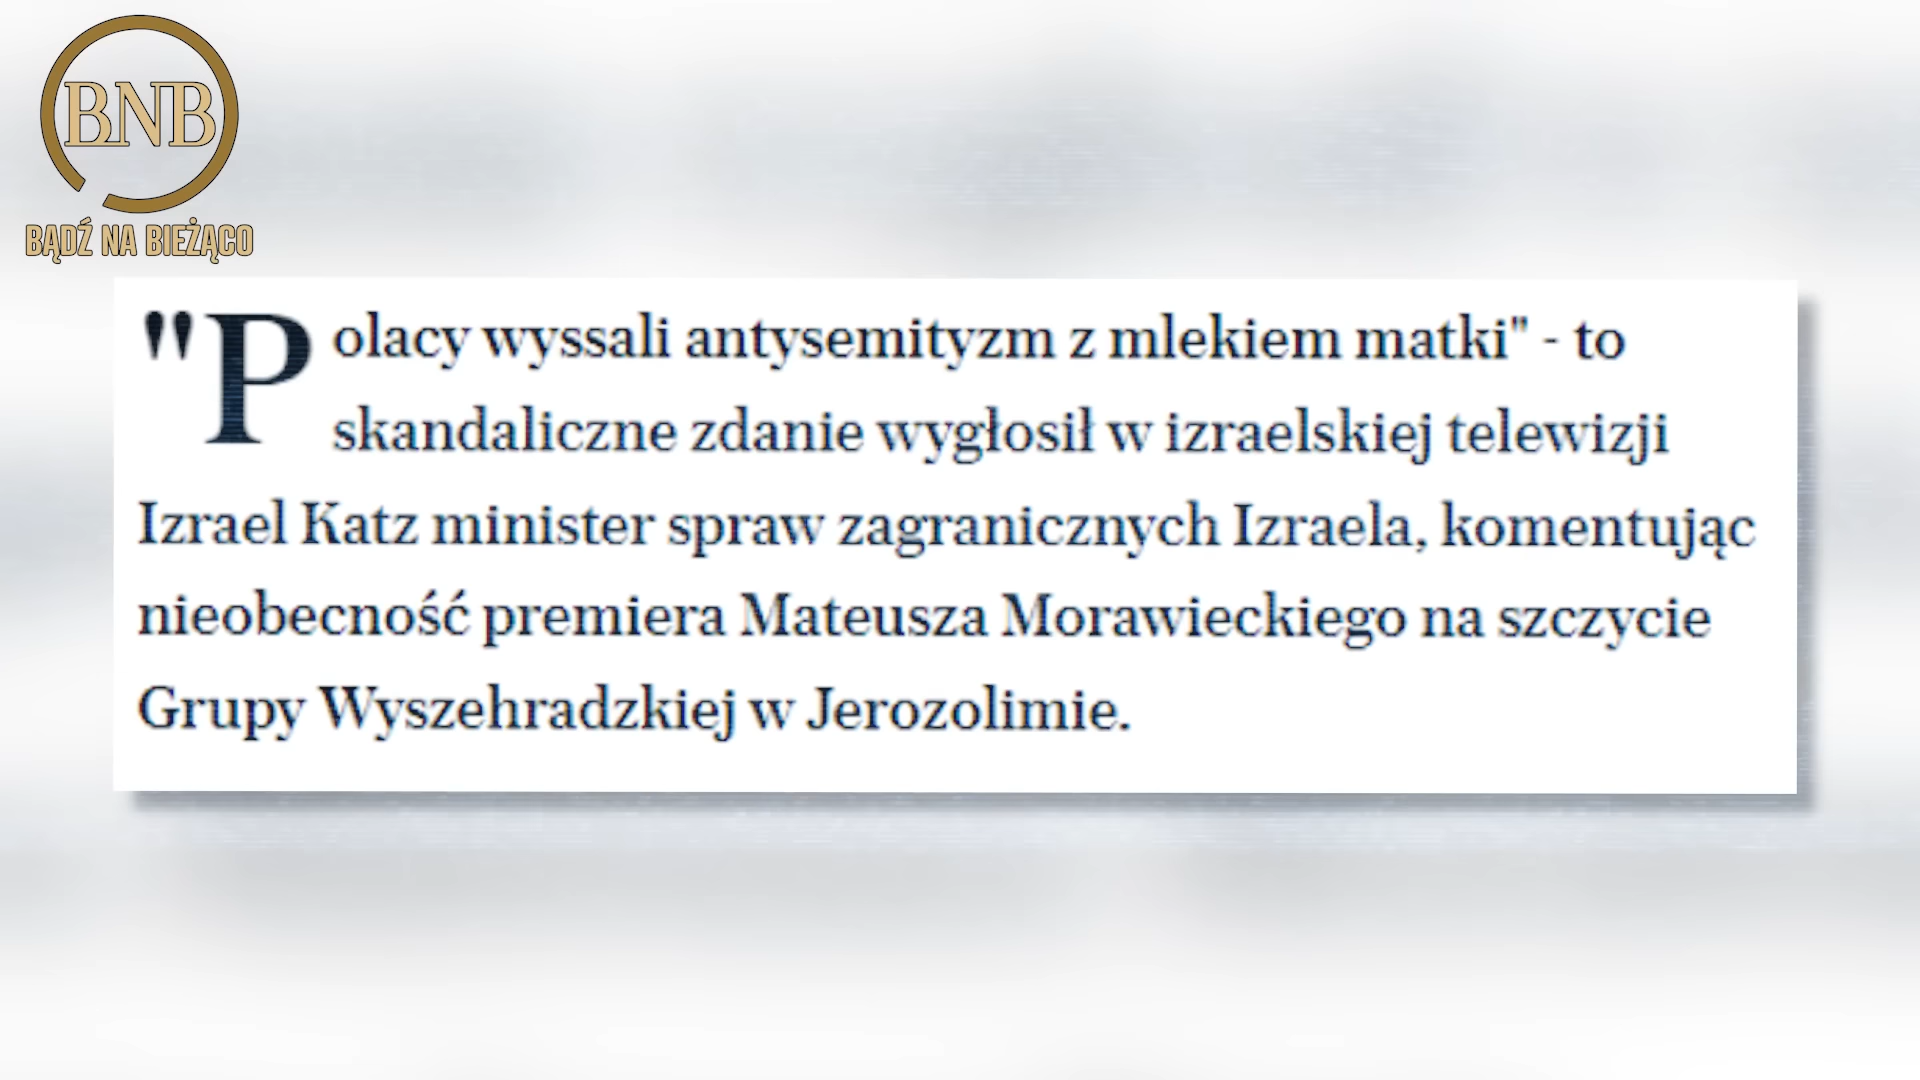 BNB
BĄDŹ NA BIEŻĄCO
"Polacy wyssali antysemityzm z mlekiem matki" - to
skandaliczne zdanie wygłosił w izraelskiej telewizji
Izrael Katz minister spraw zagranicznych Izraela, komentując
nieobecność premiera Mateusza Morawieckiego na szczycie
Grupy Wyszehradzkiej w Jerozolimie.